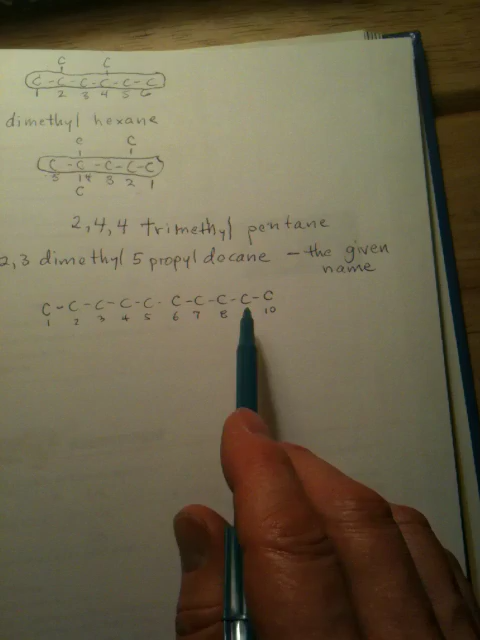 C C
C - C - C - C - C - C
1 2 3 4 5 6
dimethyl hexane
C C
C - C - C - C - C
5 14 3 2 1
C
2,4,4 trimethyl pentane
2,3 dimethyl 5 propyl docane - the given
name
C - C - C - C - C - C - C - C - C - C
1 2 3 4 5 6 7 8 10